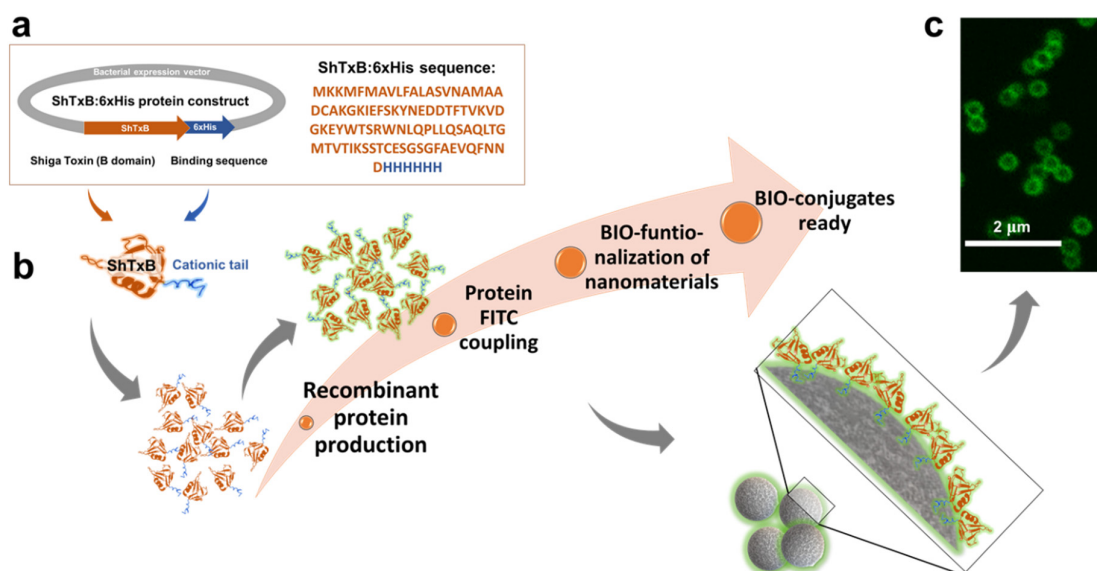 a
Bacterial expression vector
ShTxB:6xHis protein construct
ShTxB
6xHis
Shiga Toxin (B domain)
Binding sequence
ShTxB:6xHis sequence:
MKKMFMAVLFALASVNAMAA
DCAKGKIEFSKYNEDDTFTVKVD
GKEYWTSRWNLQPLLQSAQLTG
MTVTIKSSTCESGSGFAEVQFNN
DHHHHHH
b
ShTxB
Cationic tail
Recombinant
protein
production
Protein
FITC
coupling
BIO-funtio-
nalization of
nanomaterials
BIO-conjugates
ready
c
2 μm